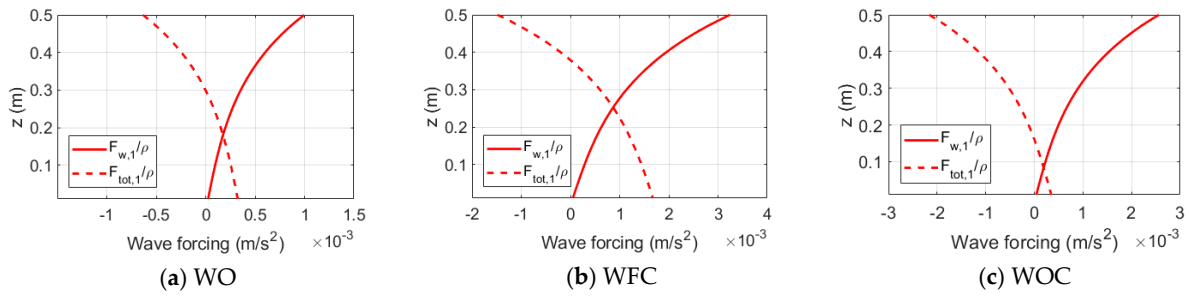 0.5
0.4
0.3
0.2
0.1
z (m)
F_w,1/ρ
F_tot,1/ρ
-1 -0.5 0 0.5 1 1.5
Wave forcing (m/s²) ×10⁻³
(a) WO
0.5
0.4
0.3
0.2
0.1
z (m)
F_w,1/ρ
F_tot,1/ρ
-2 -1 0 1 2 3 4
Wave forcing (m/s²) ×10⁻³
(b) WFC
0.5
0.4
0.3
0.2
0.1
z (m)
F_w,1/ρ
F_tot,1/ρ
-3 -2 -1 0 1 2 3
Wave forcing (m/s²) ×10⁻³
(c) WOC